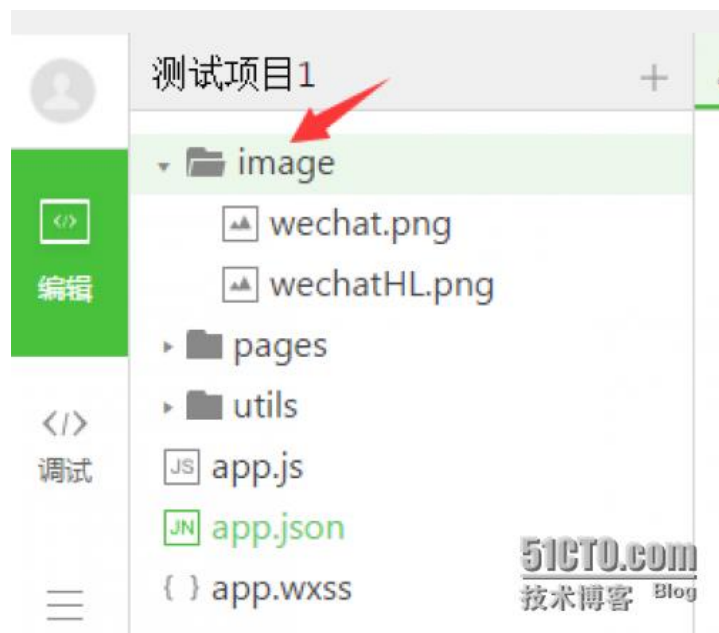 测试项目1
image
wechat.png
wechatHL.png
编辑
pages
utils
调试
JS app.js
JN app.json
{ } app.wxss
51CTO.com
技术博客 Blog